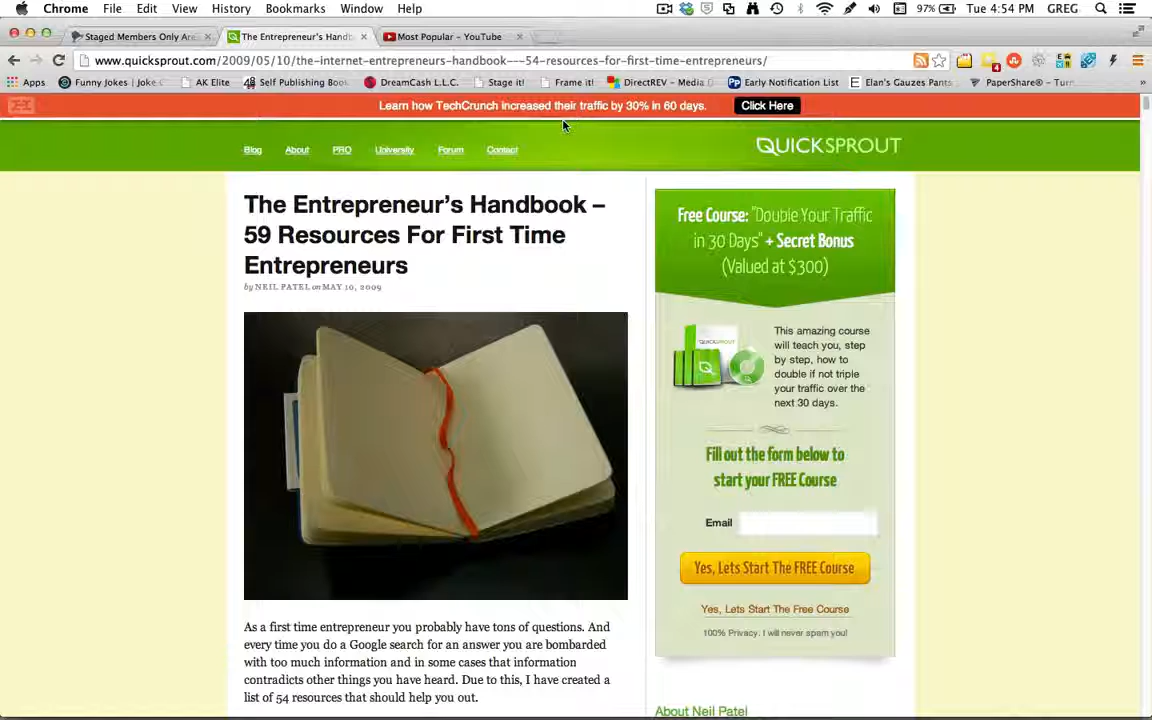 Chrome File Edit View History Bookmarks Window Help 97% Tue 4:54 PM GREG
Staged Members Only Are
The Entrepreneur's Handb
Most Popular - YouTube
www.quicksprout.com/2009/05/10/the-internet-entrepreneurs-handbook---54-resources-for-first-time-entrepreneurs/
Apps Funny Jokes | Joke AK Elite Self Publishing Boo DreamCash L.L.C. Stage it! Frame it! DirectREV – Media Early Notification List Elan's Gauzes Pant PaperShare® – Turn
Learn how TechCrunch increased their traffic by 30% in 60 days. Click Here
Blog About PRO University Forum Contact
QUICKSPROUT
The Entrepreneur's Handbook –
59 Resources For First Time
Entrepreneurs
by NEIL PATEL on MAY 10, 2009
As a first time entrepreneur you probably have tons of questions. And
every time you do a Google search for an answer you are bombarded
with too much information and in some cases that information
contradicts other things you have heard. Due to this, I have created a
list of 54 resources that should help you out.
Free Course: "Double Your Traffic
in 30 Days" + Secret Bonus
(Valued at $300)
QUICKSPROUT
This amazing course
will teach you, step
by step, how to
double if not triple
your traffic over the
next 30 days.
Fill out the form below to
start your FREE Course
Email
Yes, Lets Start The FREE Course
Yes, Lets Start The Free Course
100% Privacy. I will never spam you!
About Neil Patel